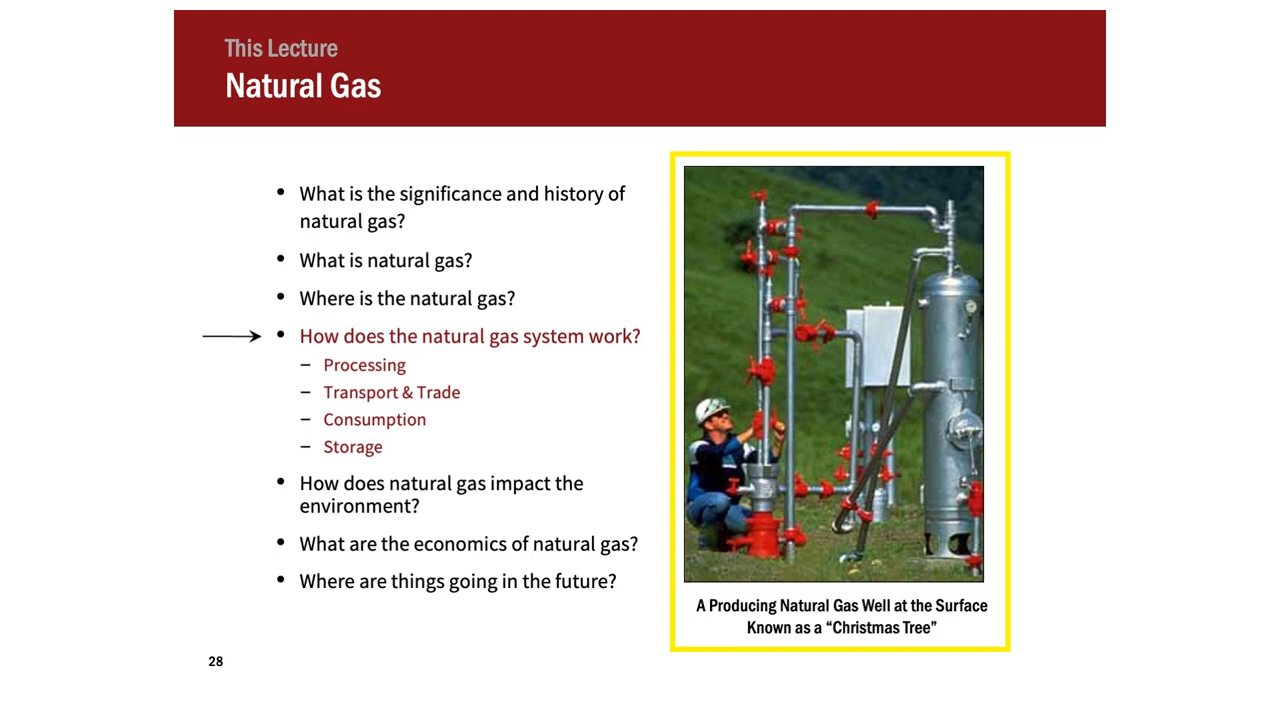 This Lecture
Natural Gas
• What is the significance and history of
natural gas?
• What is natural gas?
• Where is the natural gas?
• How does the natural gas system work?
– Processing
– Transport & Trade
– Consumption
– Storage
• How does natural gas impact the
environment?
• What are the economics of natural gas?
• Where are things going in the future?
A Producing Natural Gas Well at the Surface
Known as a “Christmas Tree”
28